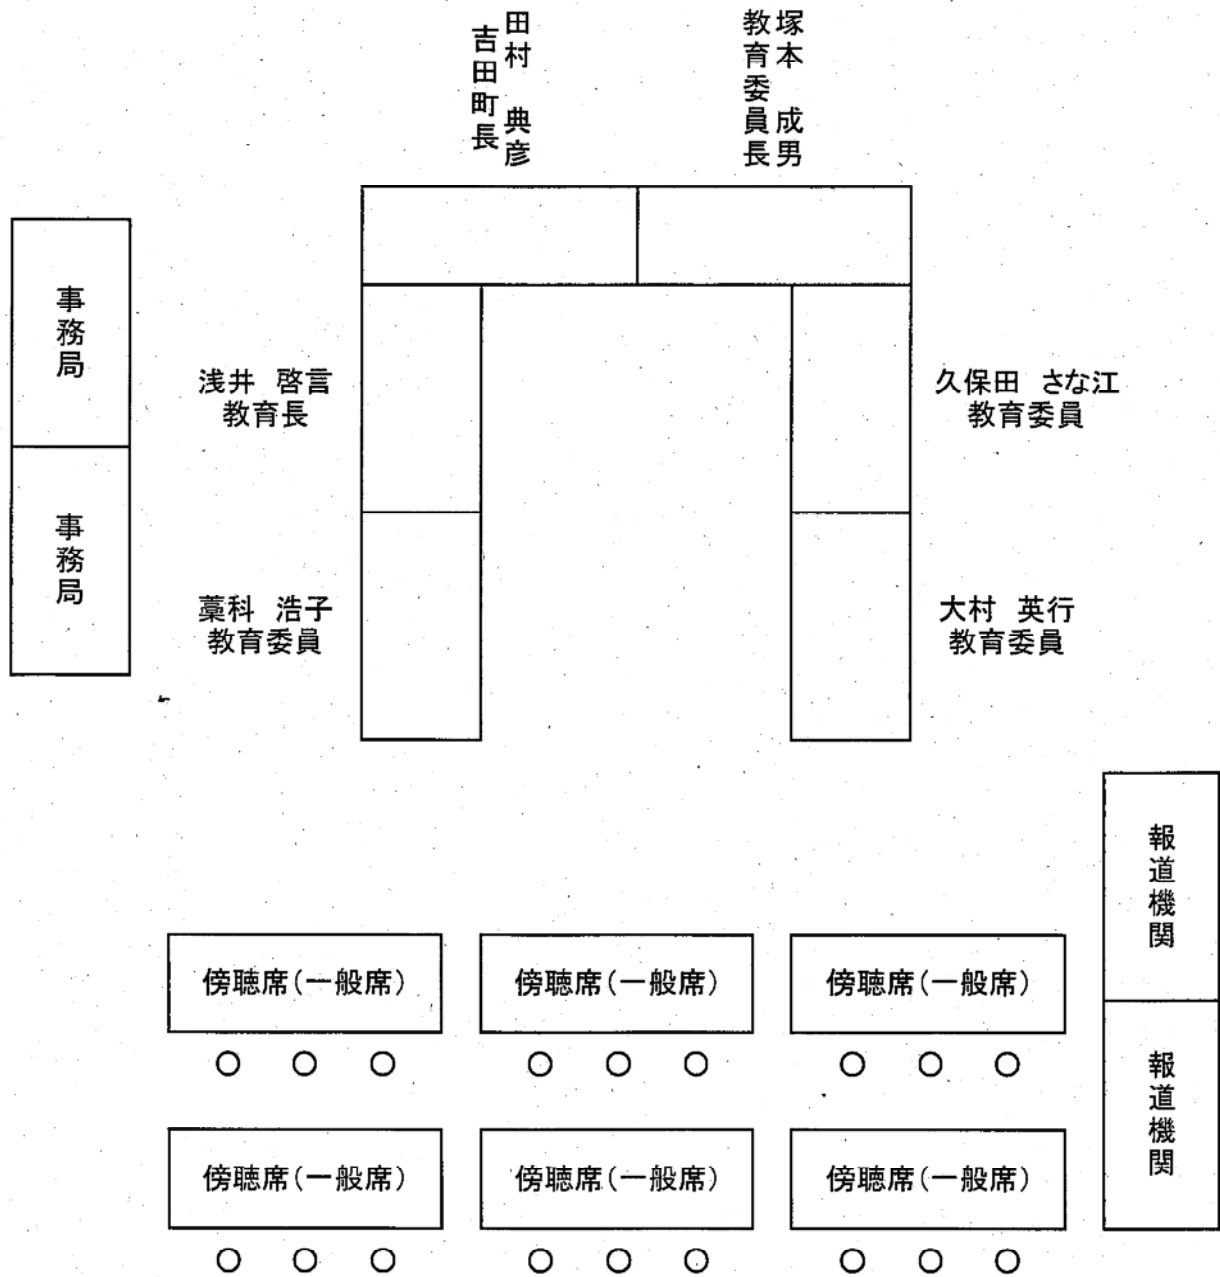 田村 典彦
吉田町長
塚本 成男
教育委員長
事務局
事務局
浅井 啓言
教育長
久保田 さな江
教育委員
藁科 浩子
教育委員
大村 英行
教育委員
報道機関
報道機関
傍聴席(一般席)
傍聴席(一般席)
傍聴席(一般席)
○ ○ ○ ○ ○ ○ ○ ○ ○
傍聴席(一般席)
傍聴席(一般席)
傍聴席(一般席)
○ ○ ○ ○ ○ ○ ○ ○ ○